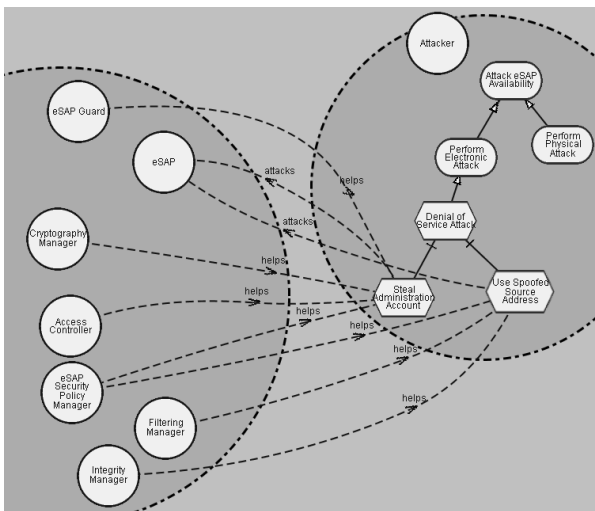 Attacker
Attack eSAP
Availability
eSAP Guard
Perform
Electronic
Attack
Perform
Physical
Attack
eSAP
attacks
helps
attacks
Denial of
Service Attack
Cryptography
Manager
helps
Steal
Administration
Account
Use Spoofed
Source
Address
helps
Access
Controller
helps
helps
eSAP
Security
Policy
Manager
helps
Filtering
Manager
helps
Integrity
Manager